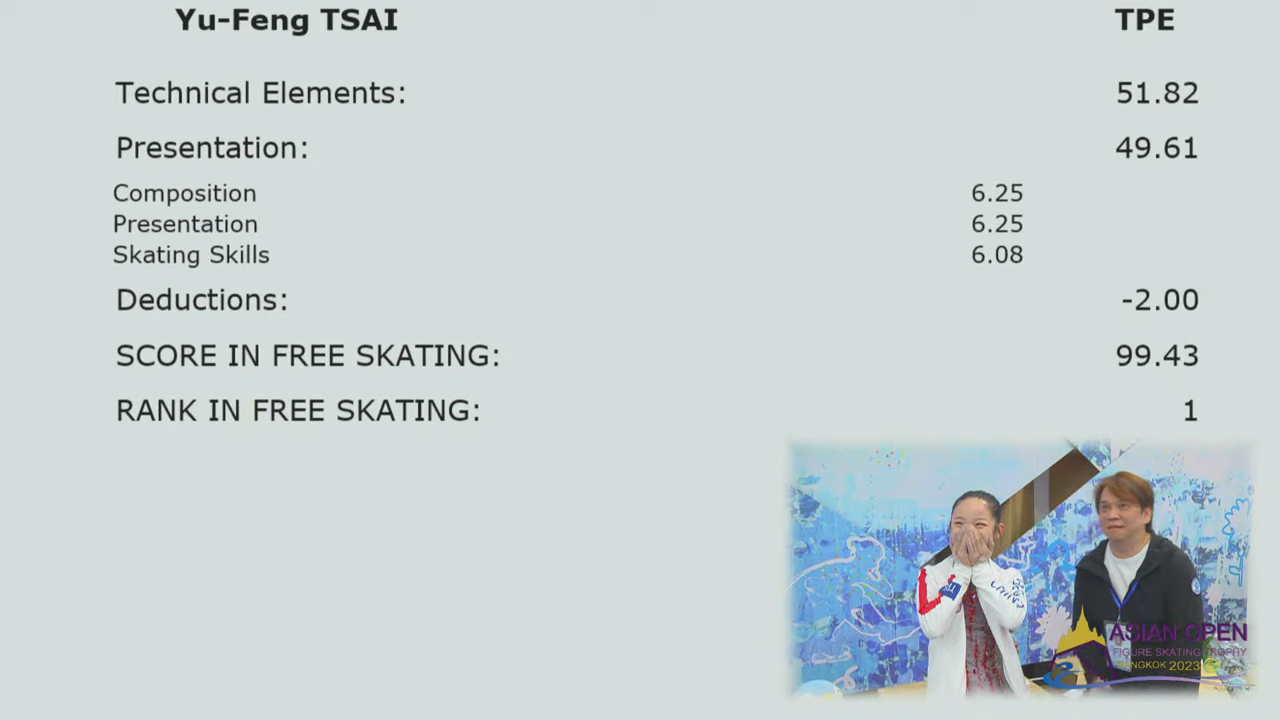 Yu-Feng TSAI TPE
Technical Elements: 51.82
Presentation: 49.61
Composition 6.25
Presentation 6.25
Skating Skills 6.08
Deductions: -2.00
SCORE IN FREE SKATING: 99.43
RANK IN FREE SKATING: 1
ASIAN OPEN
FIGURE SKATING TROPHY
BANGKOK 2023